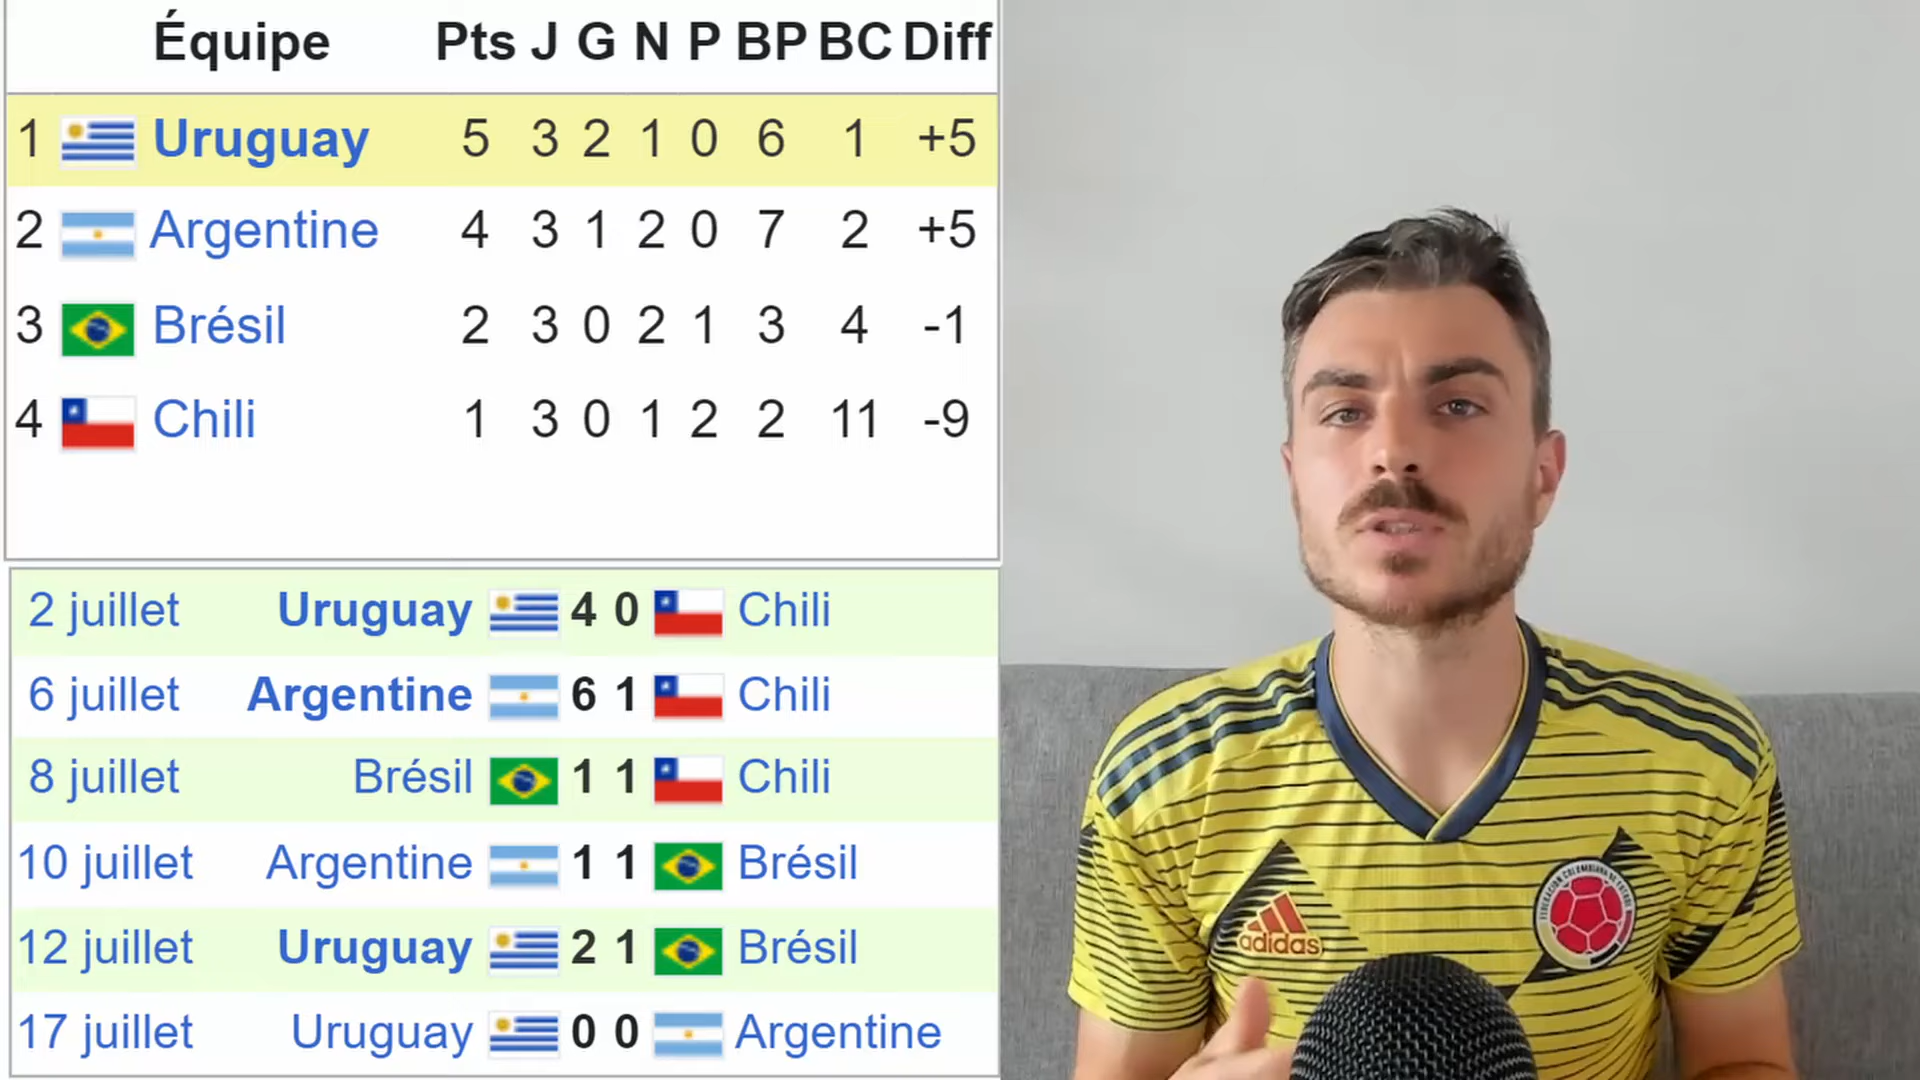 Équipe Pts J G N P BP BC Diff
1 Uruguay 5 3 2 1 0 6 1 +5
2 Argentine 4 3 1 2 0 7 2 +5
3 Brésil 2 3 0 2 1 3 4 -1
4 Chili 1 3 0 1 2 2 11 -9
2 juillet Uruguay 4 0 Chili
6 juillet Argentine 6 1 Chili
8 juillet Brésil 1 1 Chili
10 juillet Argentine 1 1 Brésil
12 juillet Uruguay 2 1 Brésil
17 juillet Uruguay 0 0 Argentine
adidas
FEDERACIÓN COLOMBIANA DE FÚTBOL